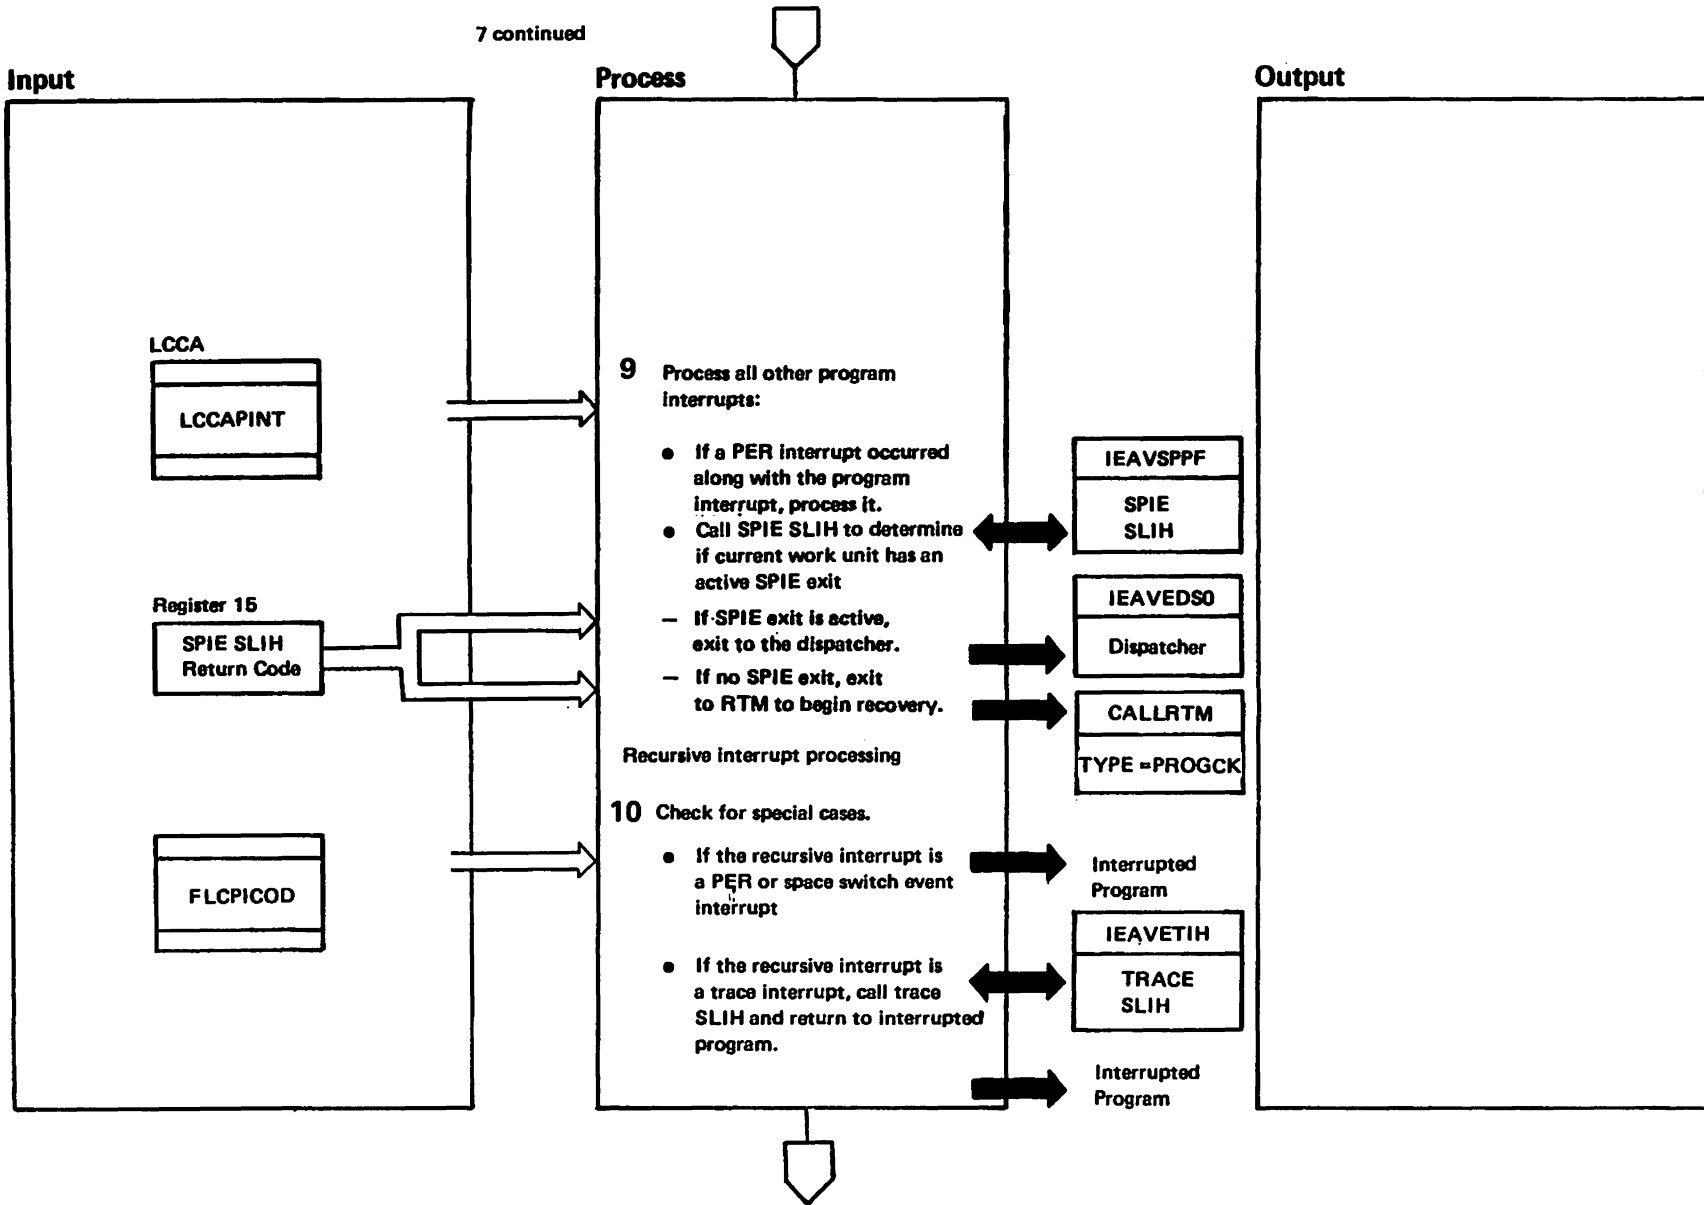 7 continued
Input
Process
Output
LCCA
LCCAPINT
9 Process all other program
interrupts:
• If a PER interrupt occurred
along with the program
interrupt, process it.
• Call SPIE SLIH to determine
if current work unit has an
active SPIE exit
IEAVSPPF
SPIE
SLIH
Register 15
SPIE SLIH
Return Code
– If SPIE exit is active,
exit to the dispatcher.
IEAVEDS0
Dispatcher
– If no SPIE exit, exit
to RTM to begin recovery.
CALLRTM
TYPE=PROGCK
Recursive interrupt processing
10 Check for special cases.
FLCPICOD
• If the recursive interrupt is
a PER or space switch event
interrupt
Interrupted
Program
• If the recursive interrupt is
a trace interrupt, call trace
SLIH and return to interrupted
program.
IEAVETIH
TRACE
SLIH
Interrupted
Program